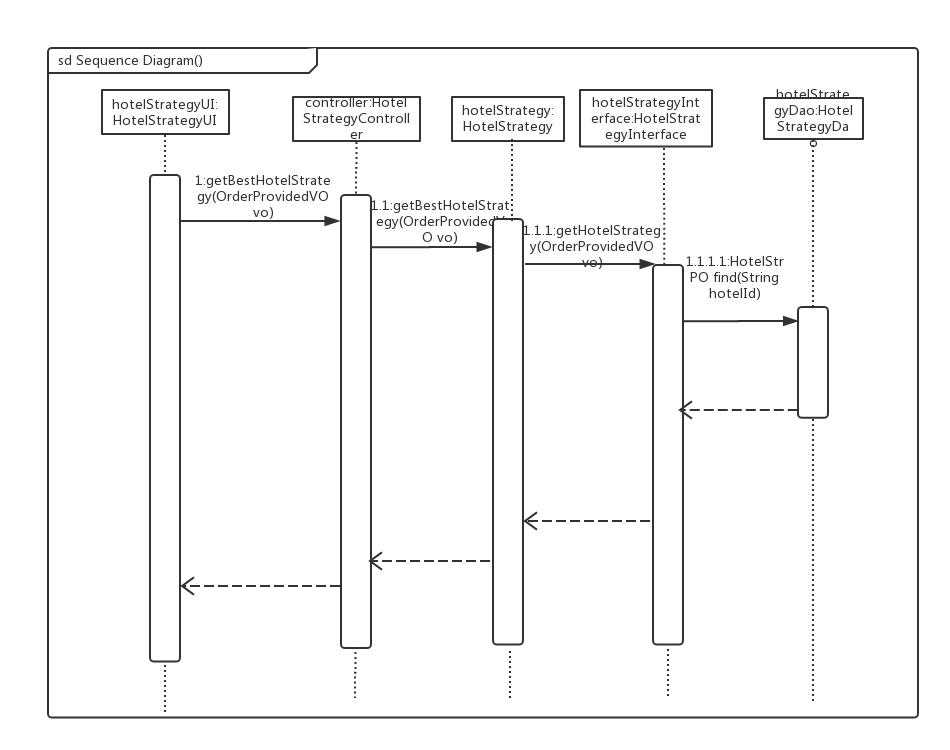 sd Sequence Diagram()
hotelStrategyUI:
HotelStrategyUI
controller:Hotel
StrategyControll
er
hotelStrategy:
HotelStrategy
hotelStrategyInt
erface:HotelStrat
egyInterface
hotelStrate
gyDao:Hotel
StrategyDa
o
1:getBestHotelStrate
gy(OrderProvidedVO
vo)
1.1:getBestHotelStrat
egy(OrderProvidedV
O vo)
1.1.1:getHotelStrateg
y(OrderProvidedVO
vo)
1.1.1.1:HotelStr
PO find(String
hotelId)